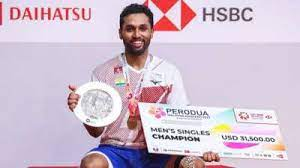 DAIHATSU
HSBC
PERODUA
MEN'S SINGLES
CHAMPION
USD 31,500.00